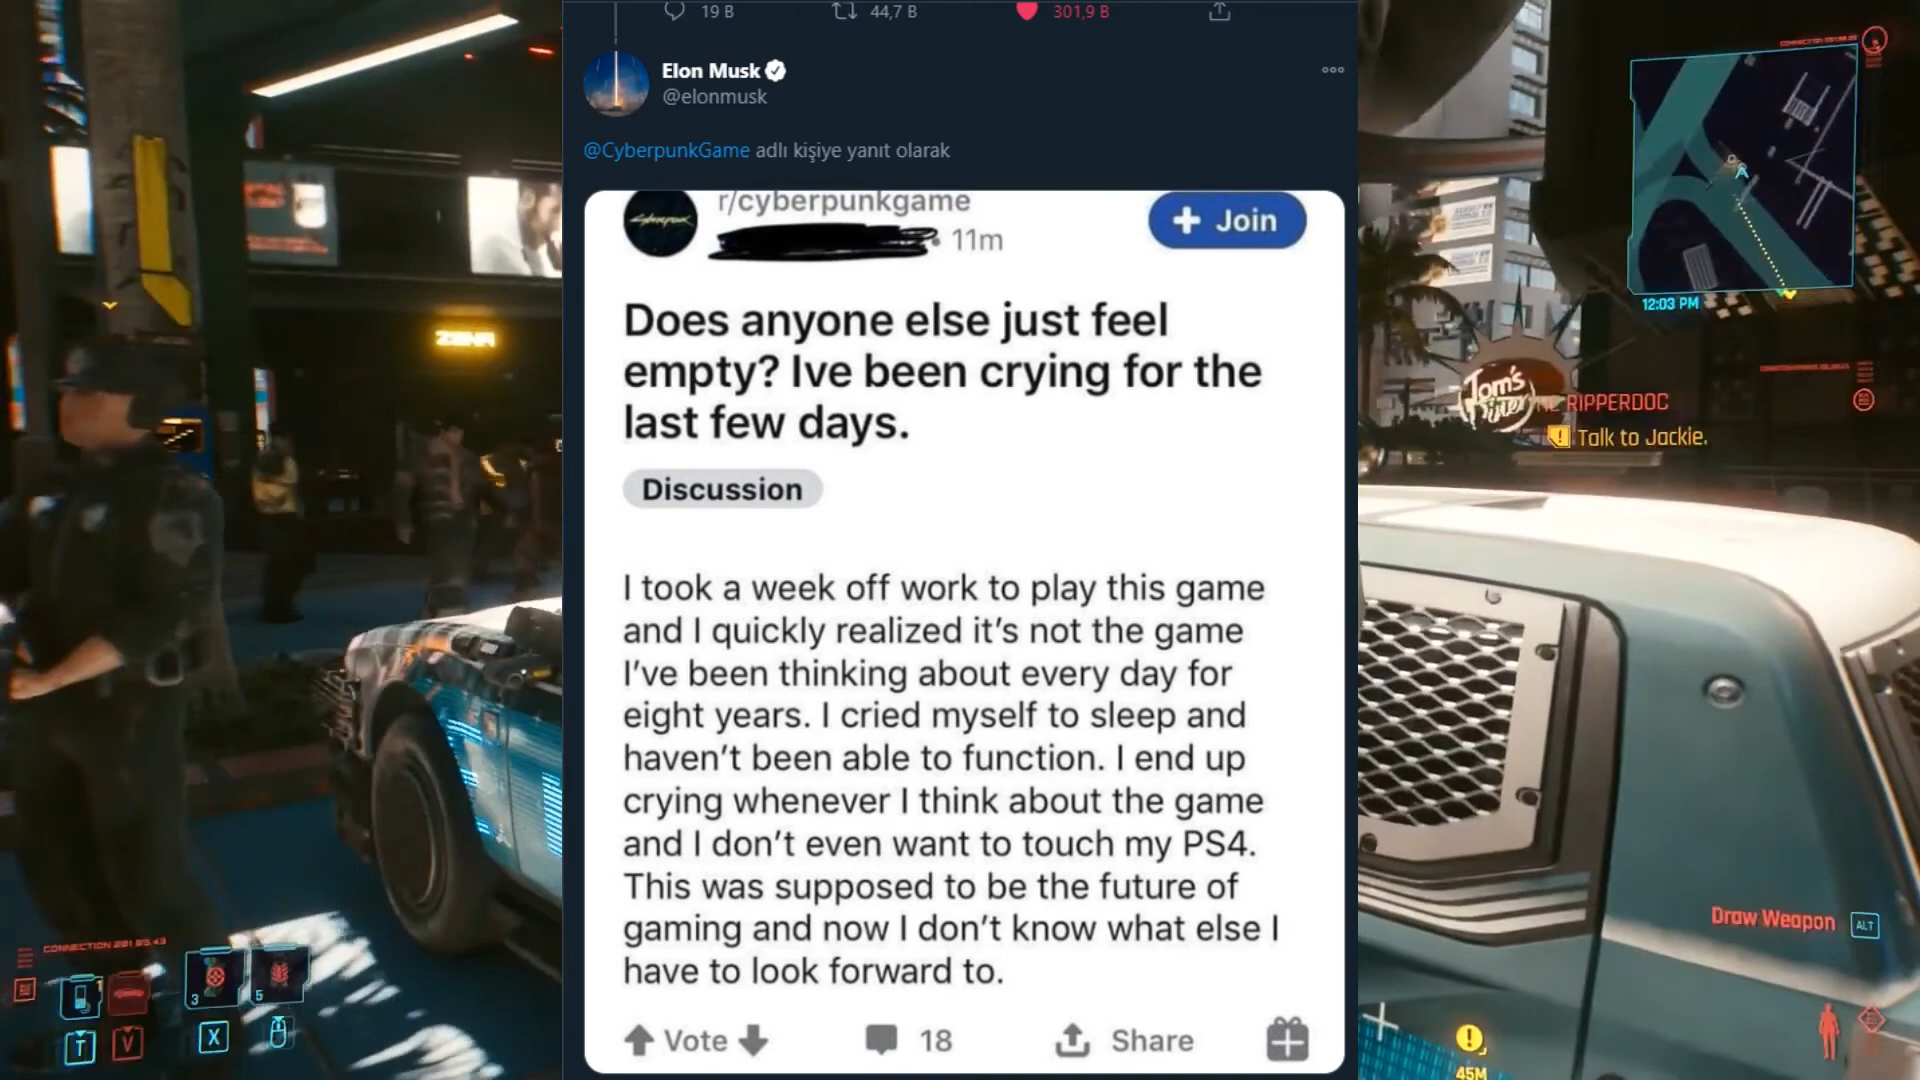 19 B 44,7 B 301,9 B
Elon Musk
@elonmusk
@CyberpunkGame adlı kişiye yanıt olarak
r/cyberpunkgame
11m
+ Join
Does anyone else just feel
empty? Ive been crying for the
last few days.
Discussion
I took a week off work to play this game
and I quickly realized it’s not the game
I’ve been thinking about every day for
eight years. I cried myself to sleep and
haven’t been able to function. I end up
crying whenever I think about the game
and I don’t even want to touch my PS4.
This was supposed to be the future of
gaming and now I don’t know what else I
have to look forward to.
Vote 18 Share
12:03 PM
Tom's
RIPPERDOC
Talk to Jackie.
Draw Weapon ALT
45M
CONNECTION
1
3 5
T V X